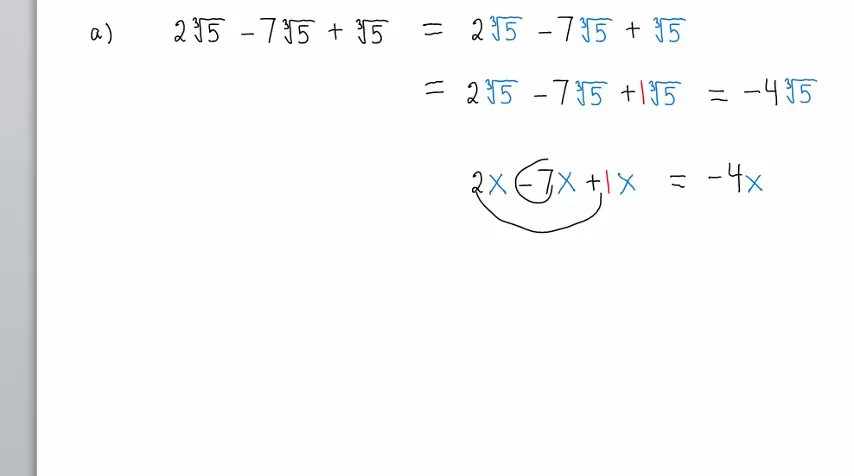 a) 2∛5 − 7∛5 + ∛5 = 2∛5 − 7∛5 + ∛5
= 2∛5 − 7∛5 + 1∛5 = −4∛5
2x − 7x + 1x = −4x